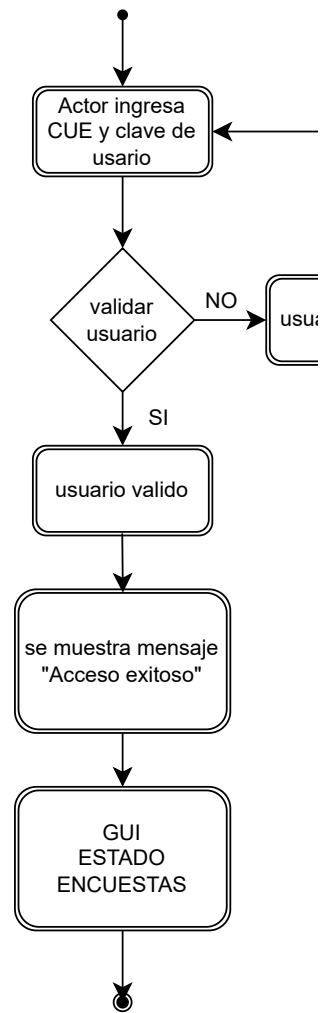 Actor ingresa
CUE y clave de
usario
validar
usuario
NO
SI
usuario valido
se muestra mensaje
"Acceso exitoso"
GUI
ESTADO
ENCUESTAS